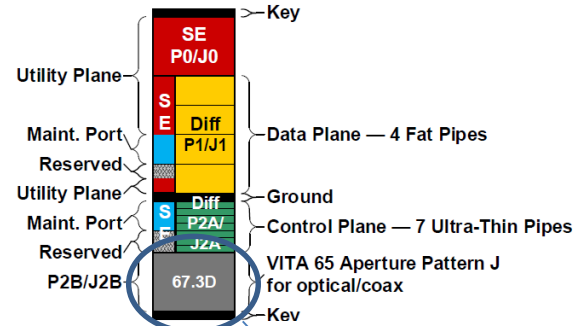 Key
SE
P0/J0
Utility Plane
S
E
Diff
P1/J1
Maint. Port
Data Plane — 4 Fat Pipes
Reserved
Utility Plane
Ground
Diff
S
Maint. Port
P2A/
Control Plane — 7 Ultra-Thin Pipes
J2A
Reserved
VITA 65 Aperture Pattern J
for optical/coax
P2B/J2B
67.3D
Key